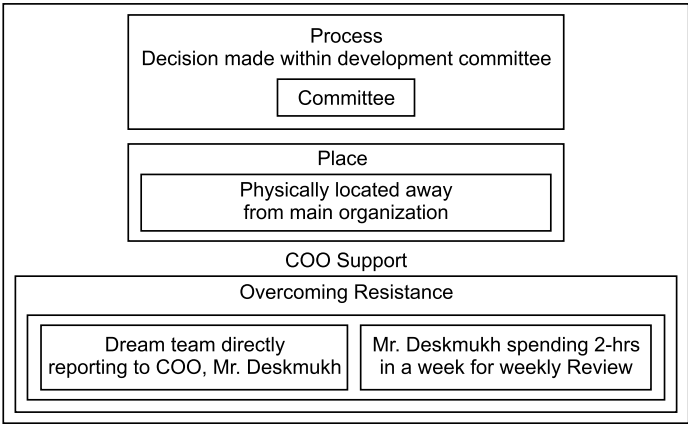 Process
Decision made within development committee
Committee
Place
Physically located away
from main organization
COO Support
Overcoming Resistance
Dream team directly
reporting to COO, Mr. Deskmukh
Mr. Deskmukh spending 2-hrs
in a week for weekly Review